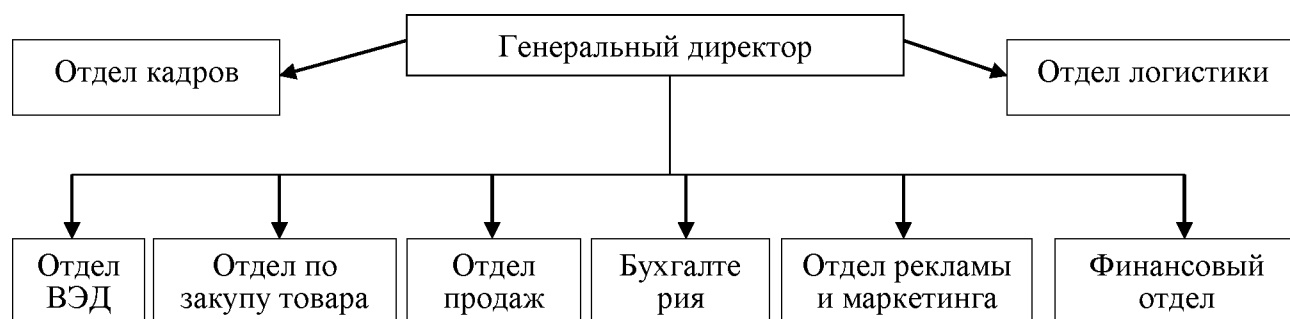 Генеральный директор
Отдел кадров
Отдел логистики
Отдел
ВЭД
Отдел по
закупу товара
Отдел
продаж
Бухгалте
рия
Отдел рекламы
и маркетинга
Финансовый
отдел